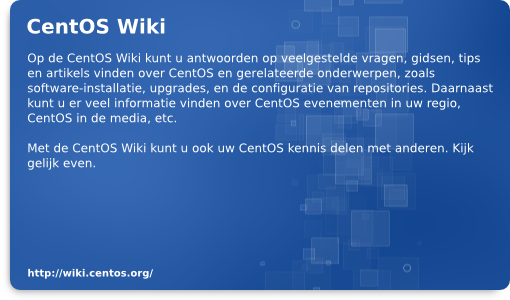 CentOS Wiki
Op de CentOS Wiki kunt u antwoorden op veelgestelde vragen, gidsen, tips
en artikels vinden over CentOS en gerelateerde onderwerpen, zoals
software-installatie, upgrades, en de configuratie van repositories. Daarnaast
kunt u er veel informatie vinden over CentOS evenementen in uw regio,
CentOS in de media, etc.
Met de CentOS Wiki kunt u ook uw CentOS kennis delen met anderen. Kijk
gelijk even.
http://wiki.centos.org/